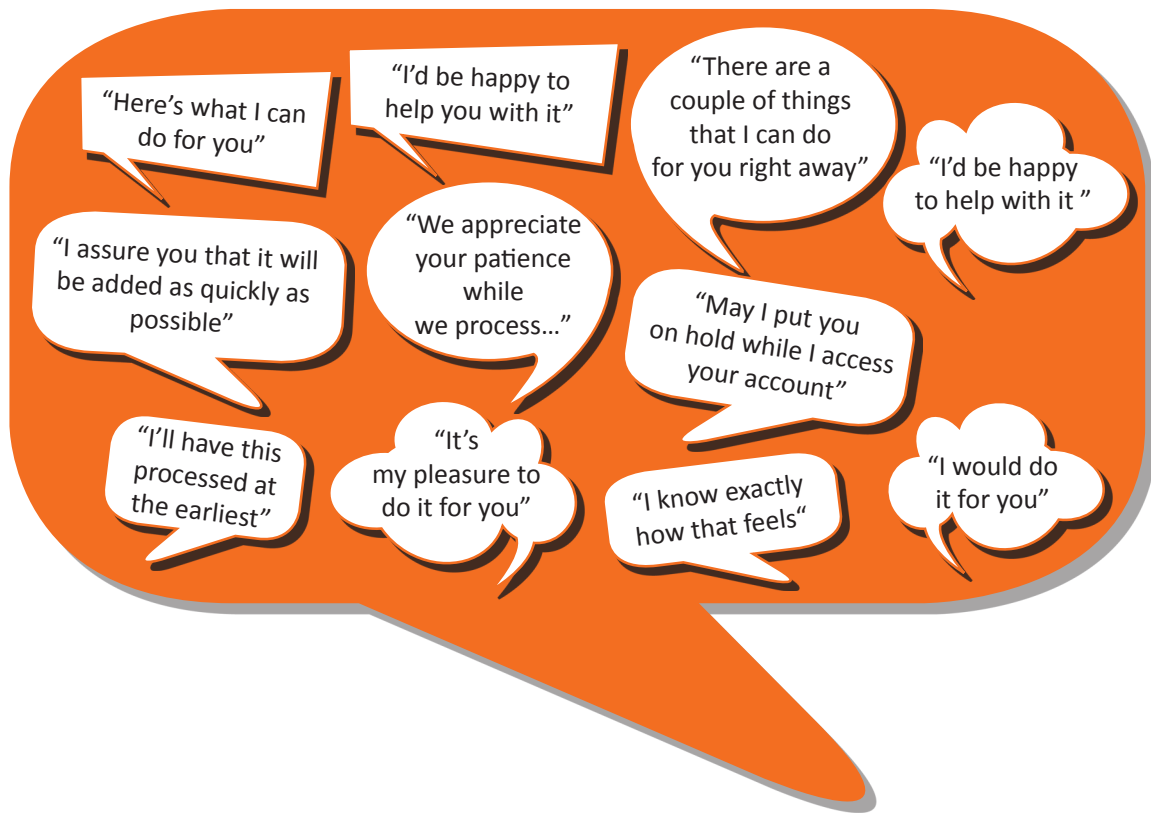 “Here’s what I can
do for you”
“I’d be happy to
help you with it”
“There are a
couple of things
that I can do
for you right away”
“I’d be happy
to help with it ”
“I assure you that it will
be added as quickly as
possible”
“We appreciate
your patience
while
we process...”
“May I put you
on hold while I access
your account”
“I’ll have this
processed at
the earliest”
“It’s
my pleasure to
do it for you”
“I know exactly
how that feels“
“I would do
it for you”